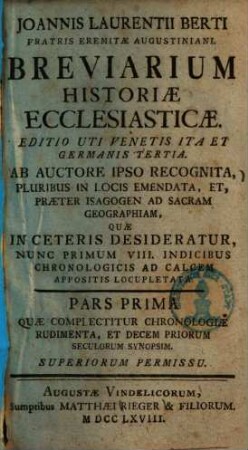 JOANNIS LAURENTII BERTI
FRATRIS EREMITÆ AUGUSTINIANI.
BREVIARIUM
HISTORIÆ
ECCLESIASTICÆ.
EDITIO UTI VENETIS ITA ET
GERMANIS TERTIA.
AB AUCTORE IPSO RECOGNITA,
PLURIBUS IN LOCIS EMENDATA, ET,
PRÆTER ISAGOGEN AD SACRAM
GEOGRAPHIAM,
QUÆ
IN CETERIS DESIDERATUR,
NUNC PRIMUM VIII. INDICIBUS
CHRONOLOGICIS AD CALCEM
APPOSITIS LOCUPLETATA.
PARS PRIMA
QUÆ COMPLECTITUR CHRONOLOGIÆ
RUDIMENTA, ET DECEM PRIORUM
SECULORUM SYNOPSIM.
SUPERIORUM PERMISSU.
AUGUSTÆ VINDELICORUM,
Sumptibus MATTHÆI RIEGER & FILIORUM.
M DCC LXVIII.